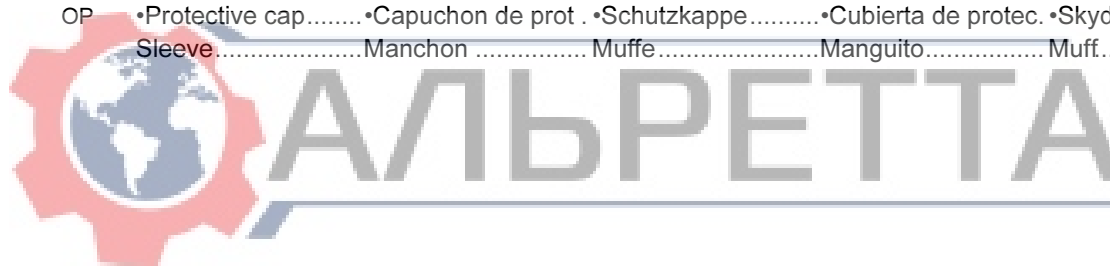 OP •Protective cap........•Capuchon de prot . •Schutzkappe..........•Cubierta de protec. •Skyd
Sleeve......................Manchon ................. Muffe........................Manguito.................. Muff..
АЛЬРЕТТА